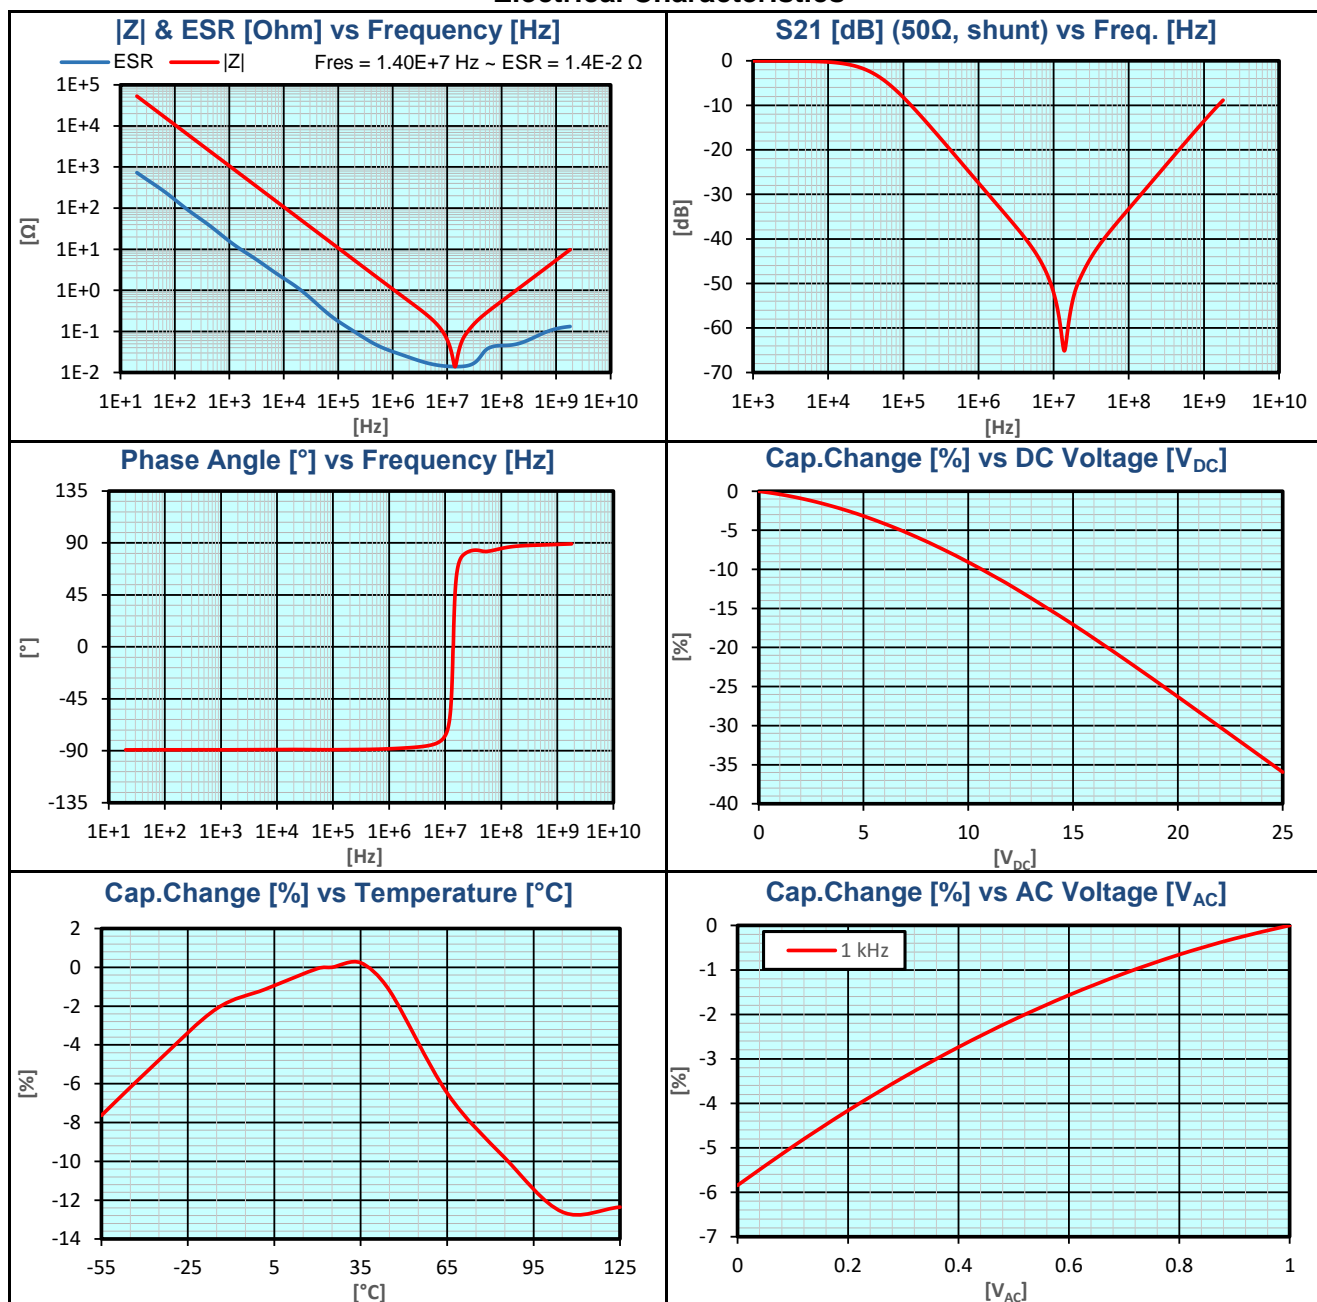 Electrical Characteristics
|Z| & ESR [Ohm] vs Frequency [Hz]
ESR |Z| Fres = 1.40E+7 Hz ~ ESR = 1.4E-2 Ω
1E+5
1E+4
1E+3
1E+2
1E+1
1E+0
1E-1
1E-2
[Ω]
1E+1 1E+2 1E+3 1E+4 1E+5 1E+6 1E+7 1E+8 1E+9 1E+10
[Hz]
S21 [dB] (50Ω, shunt) vs Freq. [Hz]
0
-10
-20
-30
-40
-50
-60
-70
[dB]
1E+3 1E+4 1E+5 1E+6 1E+7 1E+8 1E+9 1E+10
[Hz]
Phase Angle [°] vs Frequency [Hz]
135
90
45
0
-45
-90
-135
[°]
1E+1 1E+2 1E+3 1E+4 1E+5 1E+6 1E+7 1E+8 1E+9 1E+10
[Hz]
Cap.Change [%] vs DC Voltage [VDC]
0
-5
-10
-15
-20
-25
-30
-35
-40
[%]
0 5 10 15 20 25
[VDC]
Cap.Change [%] vs Temperature [°C]
2
0
-2
-4
-6
-8
-10
-12
-14
[%]
-55 -25 5 35 65 95 125
[°C]
Cap.Change [%] vs AC Voltage [VAC]
1 kHz
0
-1
-2
-3
-4
-5
-6
-7
[%]
0 0.2 0.4 0.6 0.8 1
[VAC]